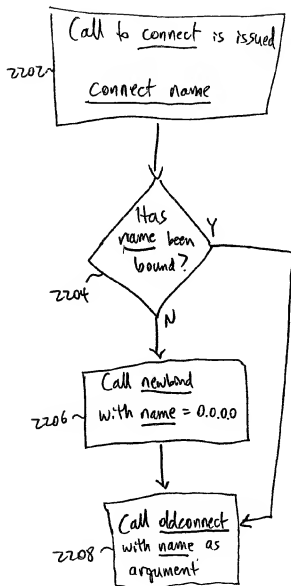 Call to connect is issued
2202
Connect name
Has
name been
bound?
Y
2204
N
Call newbind
with name = 0.0.0.0
2206
Call oldconnect
with name as
2208
argument